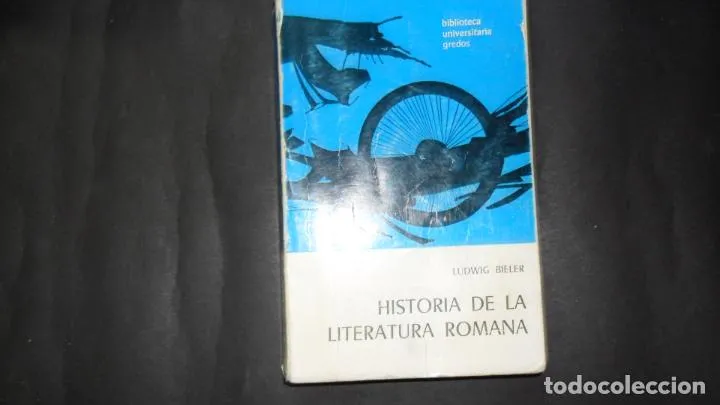 biblioteca
universitaria
gredos
LUDWIG BIELER
HISTORIA DE LA
LITERATURA ROMANA
todocoleccion